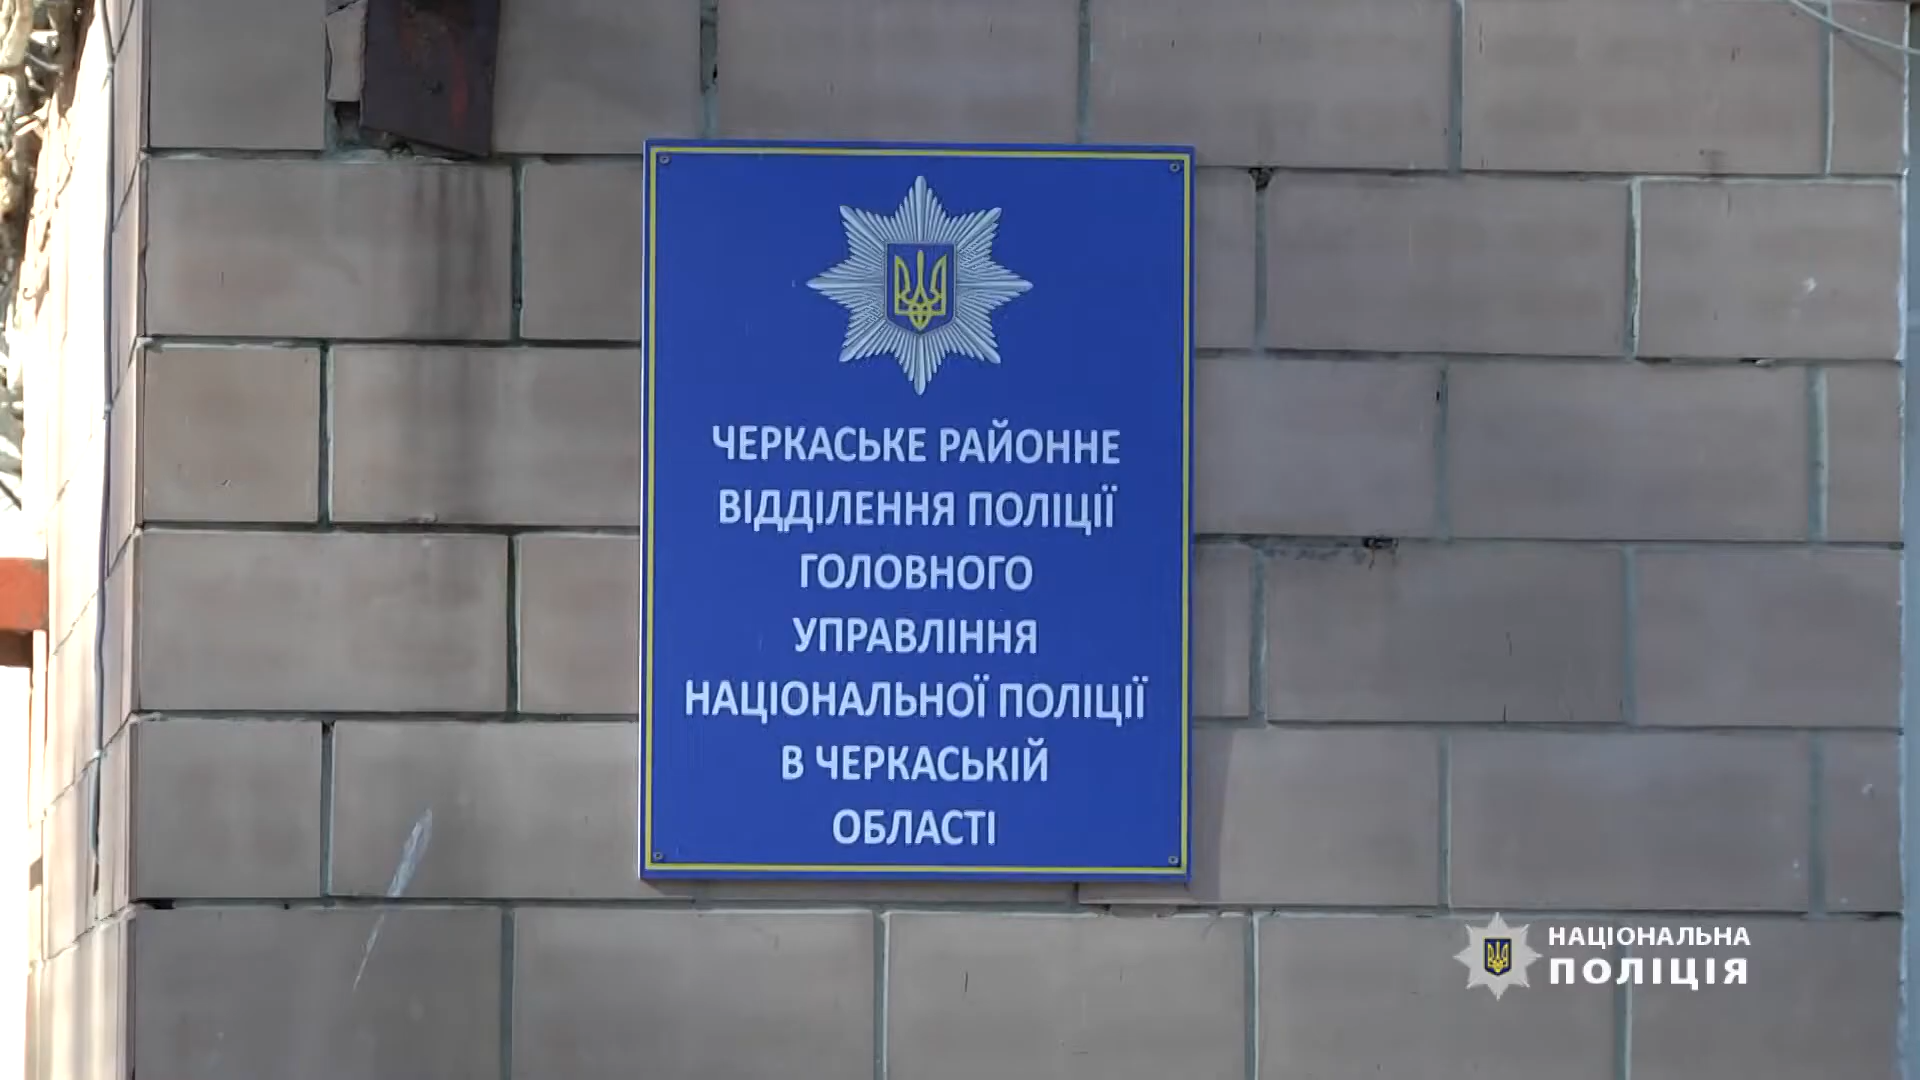 ЧЕРКАСЬКЕ РАЙОННЕ
ВІДДІЛЕННЯ ПОЛІЦІЇ
ГОЛОВНОГО
УПРАВЛІННЯ
НАЦІОНАЛЬНОЇ ПОЛІЦІЇ
В ЧЕРКАСЬКІЙ
ОБЛАСТІ
НАЦІОНАЛЬНА
ПОЛІЦІЯ